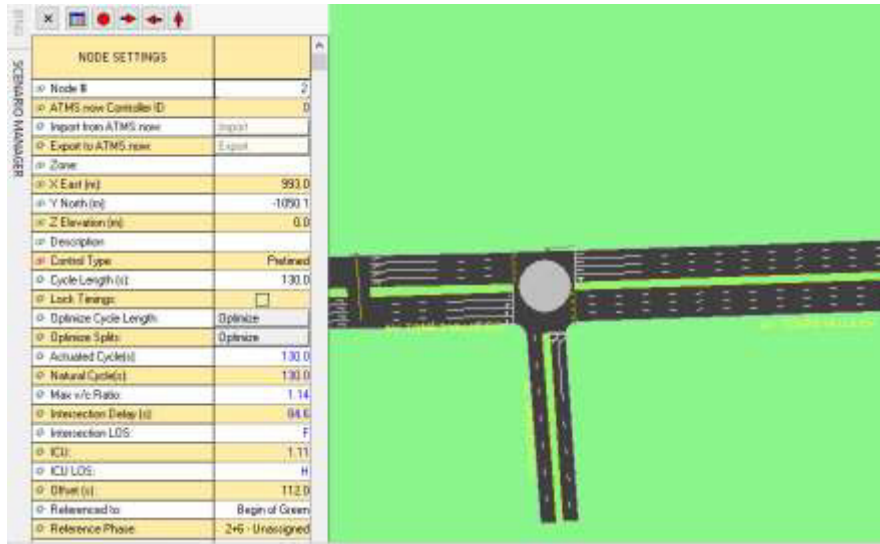 SCENARIO MANAGER
NODE SETTINGS
Node # 2
ATMS.now Controller ID 0
Import from ATMS.now Import
Export to ATMS.now Export
Zone:
X East (m): 993.0
Y North (m): -1050.1
Z Elevation (m): 0.0
Description
Control Type Pretimed
Cycle Length (s): 130.0
Lock Timings:
Optimize Cycle Length: Optimize
Optimize Splits: Optimize
Actuated Cycle(s): 130.0
Natural Cycle(s): 130.0
Max v/c Ratio: 1.14
Intersection Delay (s): 84.6
Intersection LOS: F
ICU: 1.11
ICU LOS: H
Offset (s): 112.0
Referenced to: Begin of Green
Reference Phase: 2+6 - Unassigned